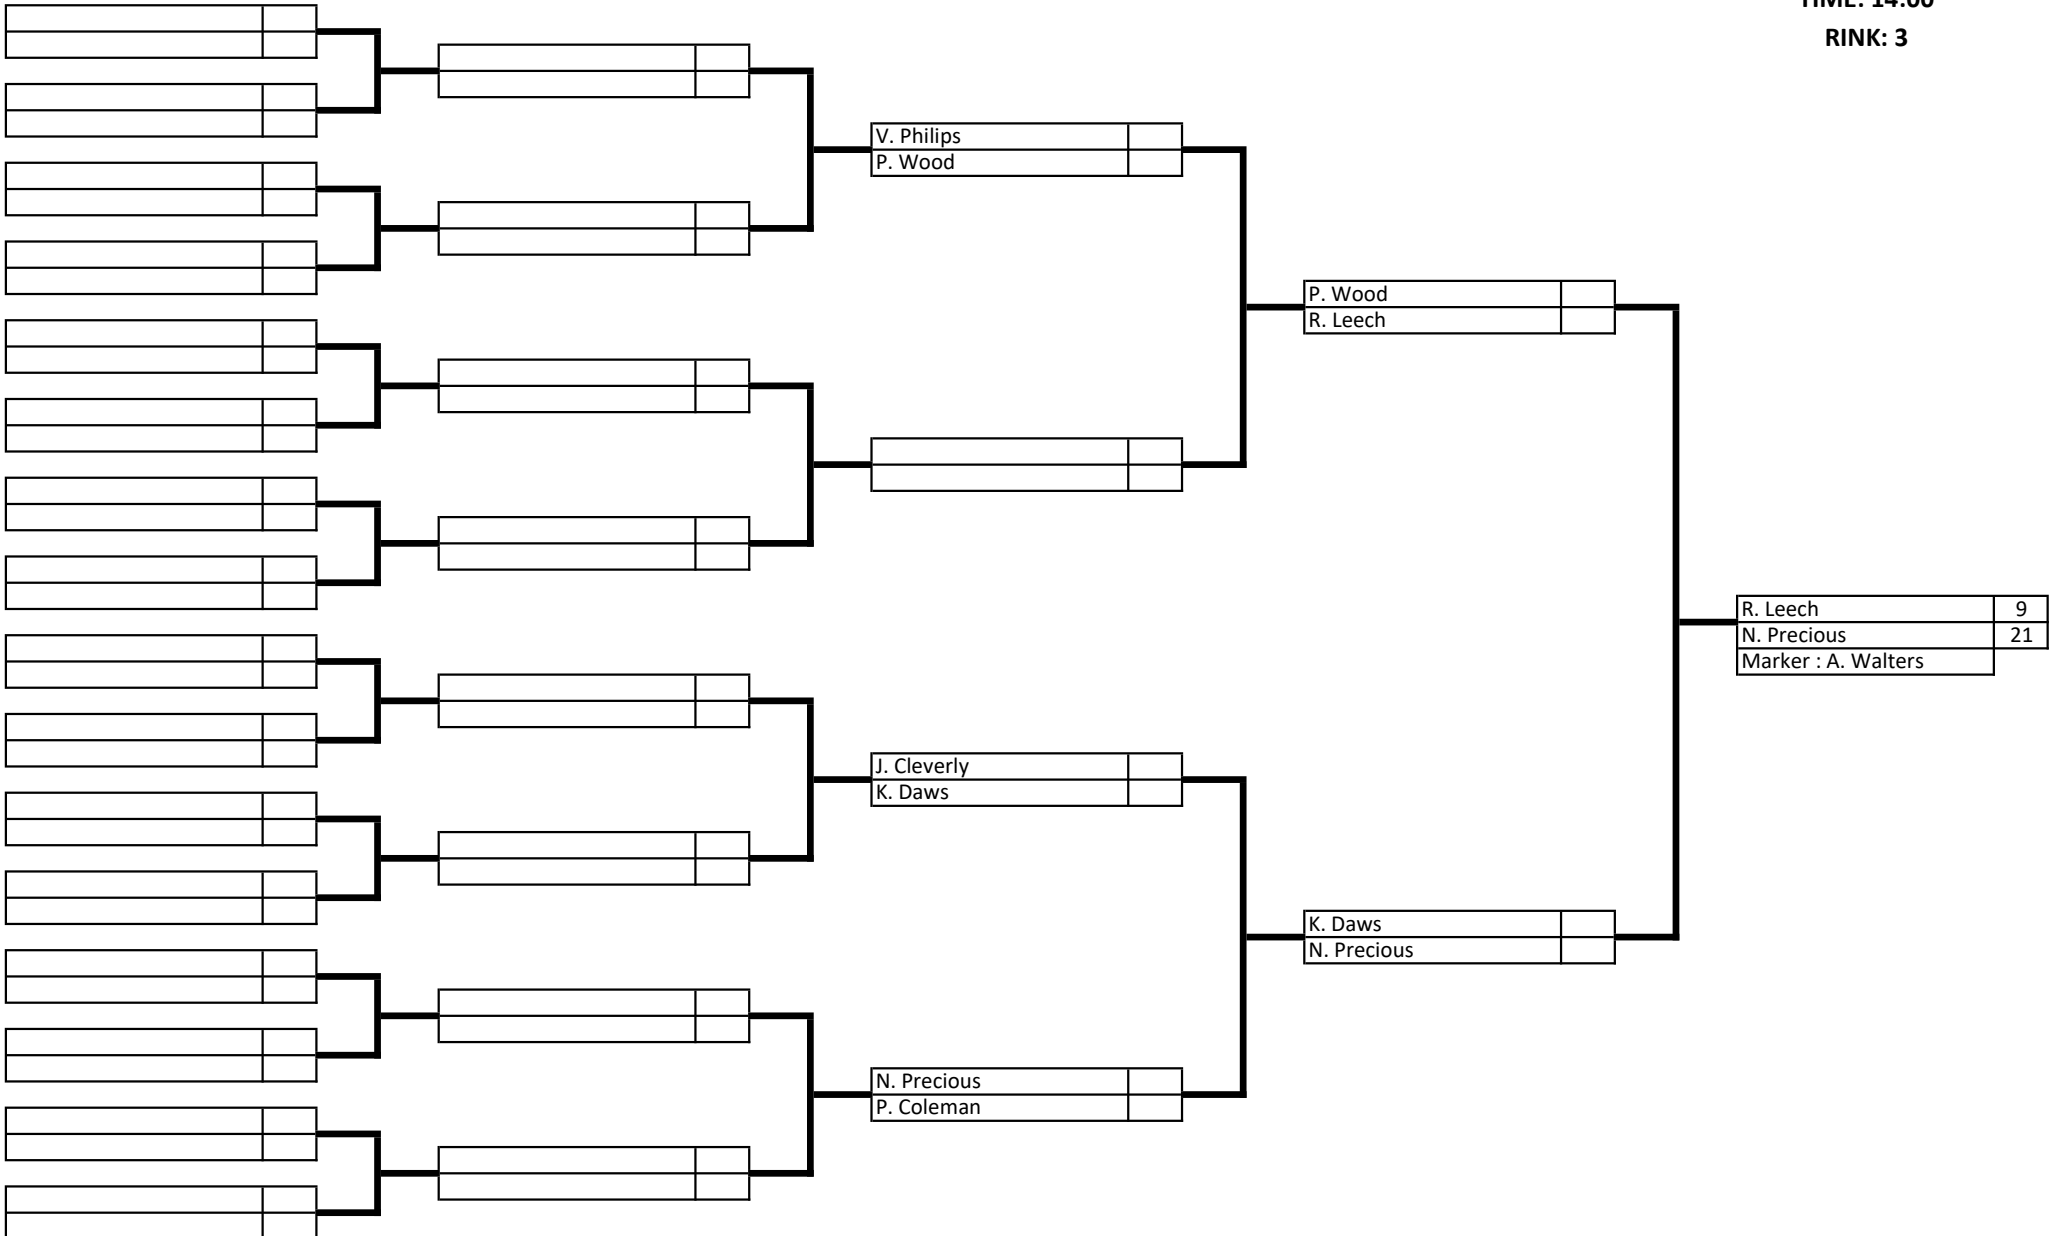 TIME: 14:00
RINK: 3
V. Philips
P. Wood
P. Wood
R. Leech
R. Leech 9
N. Precious 21
Marker : A. Walters
J. Cleverly
K. Daws
K. Daws
N. Precious
N. Precious
P. Coleman